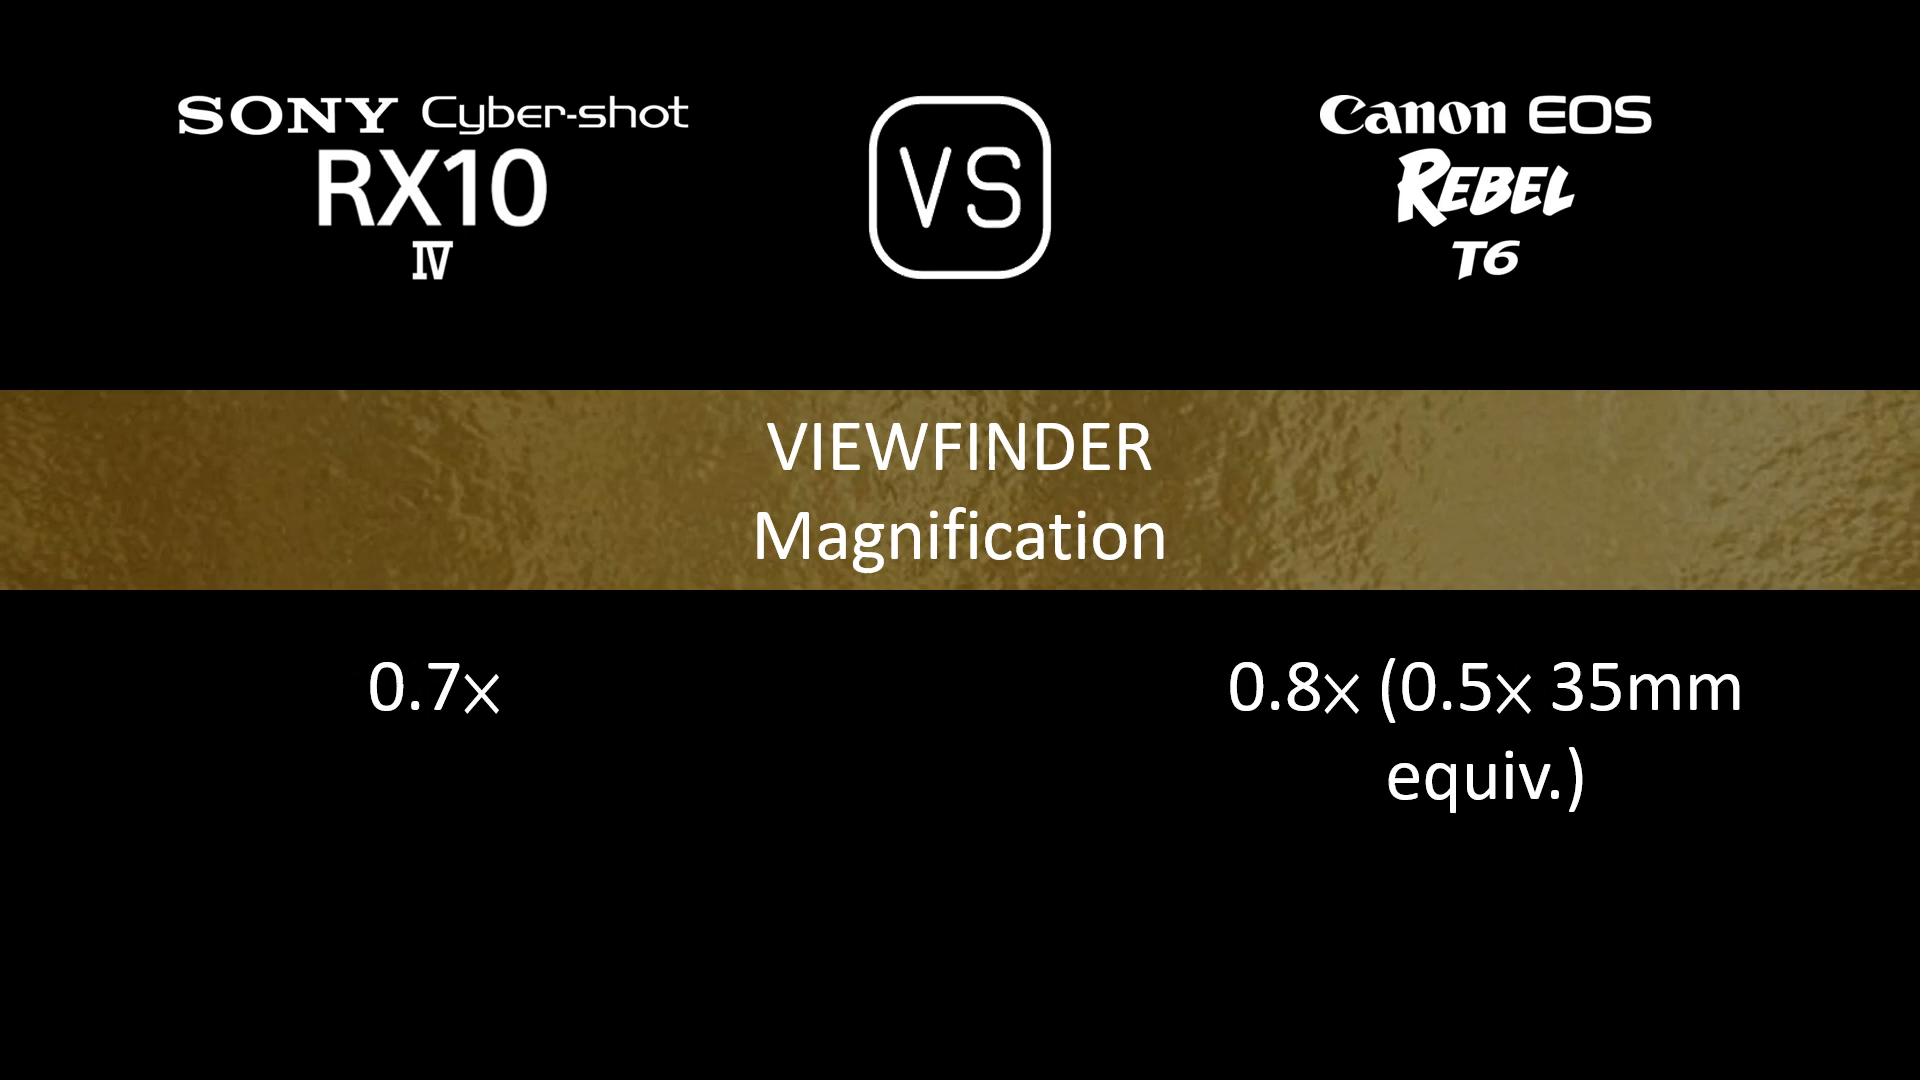 SONY Cyber-shot
RX10
IV
VS
Canon EOS
REBEL
T6
VIEWFINDER
Magnification
0.7x
0.8x (0.5x 35mm
equiv.)